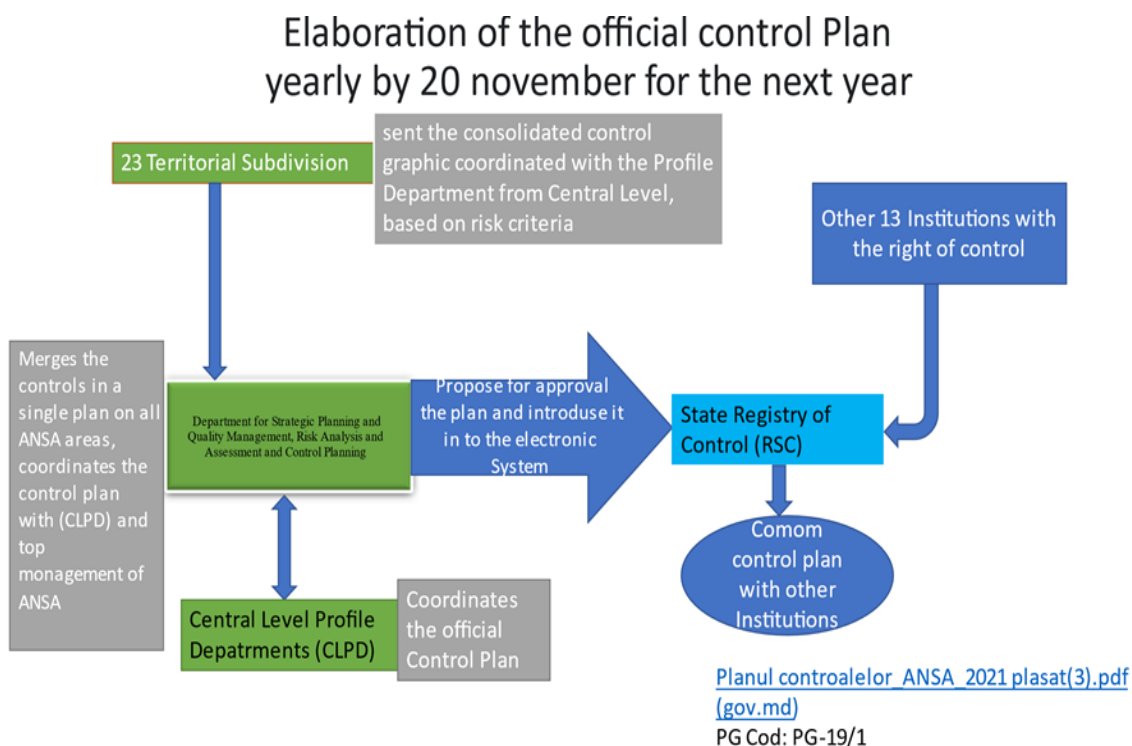 Elaboration of the official control Plan
yearly by 20 november for the next year
23 Territorial Subdivision
sent the consolidated control
graphic coordinated with the Profile
Department from Central Level,
based on risk criteria
Other 13 Institutions with
the right of control
Merges the
controls in a
single plan on all
ANSA areas,
coordinates the
control plan
with (CLPD) and
top
monagement of
ANSA
Department for Strategic Planning and
Quality Management, Risk Analysis and
Assessment and Control Planning
Propose for approval
the plan and introduse it
in to the electronic
System
State Registry of
Control (RSC)
Comom
control plan
with other
Institutions
Central Level Profile
Depatrments (CLPD)
Coordinates
the official
Control Plan
Planul controalelor_ANSA_2021 plasat(3).pdf
(gov.md)
PG Cod: PG-19/1